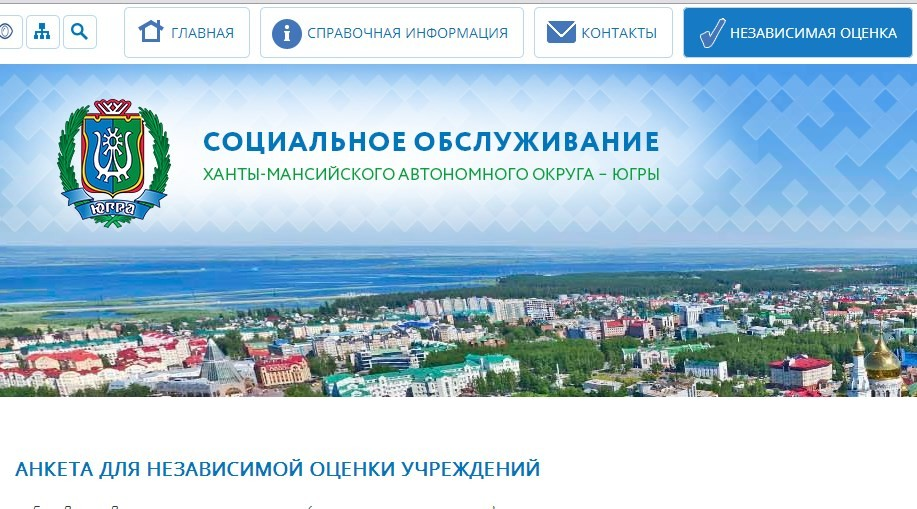 ГЛАВНАЯ
СПРАВОЧНАЯ ИНФОРМАЦИЯ
КОНТАКТЫ
НЕЗАВИСИМАЯ ОЦЕНКА
СОЦИАЛЬНОЕ ОБСЛУЖИВАНИЕ
ХАНТЫ-МАНСИЙСКОГО АВТОНОМНОГО ОКРУГА – ЮГРЫ
ЮГРА
АНКЕТА ДЛЯ НЕЗАВИСИМОЙ ОЦЕНКИ УЧРЕЖДЕНИЙ